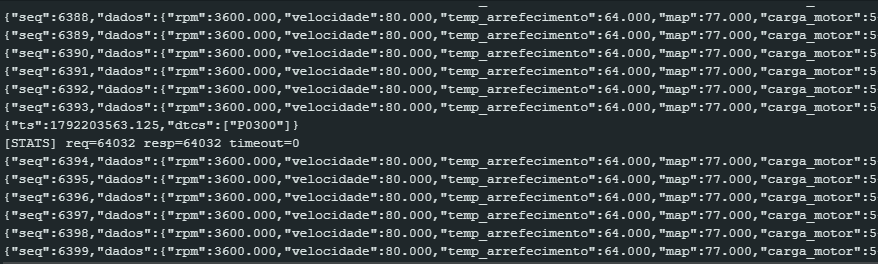 {"seq":6388,"dados":{"rpm":3600.000,"velocidade":80.000,"temp_arrefecimento":64.000,"map":77.000,"carga_motor":5
{"seq":6389,"dados":{"rpm":3600.000,"velocidade":80.000,"temp_arrefecimento":64.000,"map":77.000,"carga_motor":5
{"seq":6390,"dados":{"rpm":3600.000,"velocidade":80.000,"temp_arrefecimento":64.000,"map":77.000,"carga_motor":5
{"seq":6391,"dados":{"rpm":3600.000,"velocidade":80.000,"temp_arrefecimento":64.000,"map":77.000,"carga_motor":5
{"seq":6392,"dados":{"rpm":3600.000,"velocidade":80.000,"temp_arrefecimento":64.000,"map":77.000,"carga_motor":5
{"seq":6393,"dados":{"rpm":3600.000,"velocidade":80.000,"temp_arrefecimento":64.000,"map":77.000,"carga_motor":5
{"ts":1792203563.125,"dtcs":["P0300"]}
[STATS] req=64032 resp=64032 timeout=0
{"seq":6394,"dados":{"rpm":3600.000,"velocidade":80.000,"temp_arrefecimento":64.000,"map":77.000,"carga_motor":5
{"seq":6395,"dados":{"rpm":3600.000,"velocidade":80.000,"temp_arrefecimento":64.000,"map":77.000,"carga_motor":5
{"seq":6396,"dados":{"rpm":3600.000,"velocidade":80.000,"temp_arrefecimento":64.000,"map":77.000,"carga_motor":5
{"seq":6397,"dados":{"rpm":3600.000,"velocidade":80.000,"temp_arrefecimento":64.000,"map":77.000,"carga_motor":5
{"seq":6398,"dados":{"rpm":3600.000,"velocidade":80.000,"temp_arrefecimento":64.000,"map":77.000,"carga_motor":5
{"seq":6399,"dados":{"rpm":3600.000,"velocidade":80.000,"temp_arrefecimento":64.000,"map":77.000,"carga_motor":5